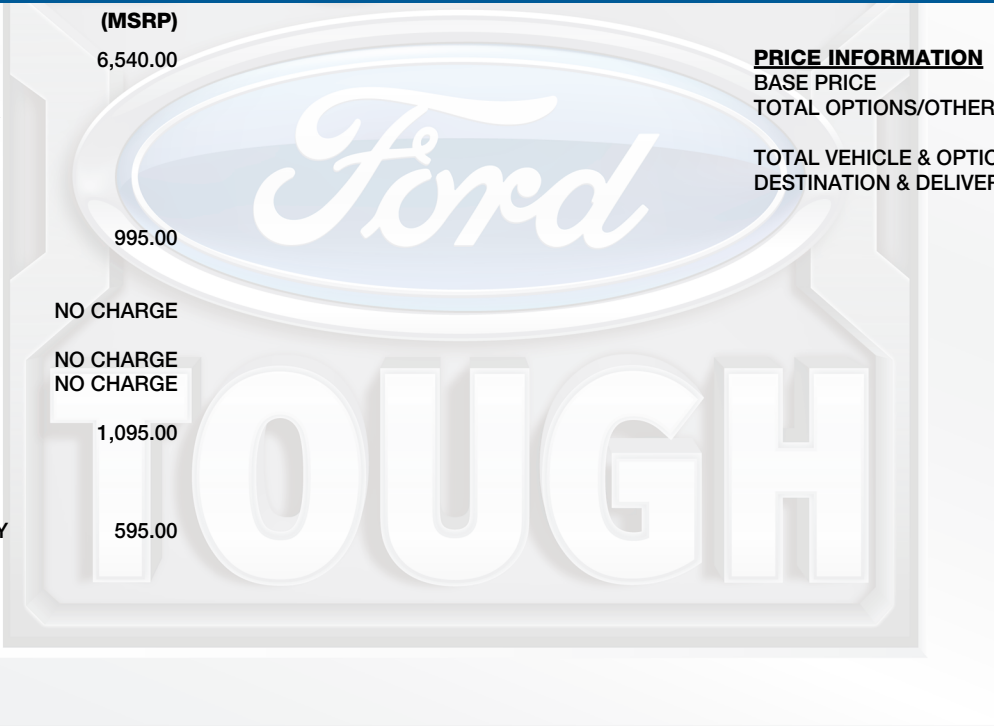 (MSRP)
6,540.00
995.00
NO CHARGE
NO CHARGE
NO CHARGE
1,095.00
Y 595.00
PRICE INFORMATION
BASE PRICE
TOTAL OPTIONS/OTHER
TOTAL VEHICLE & OPTIO
DESTINATION & DELIVER
Ford
TOUGH